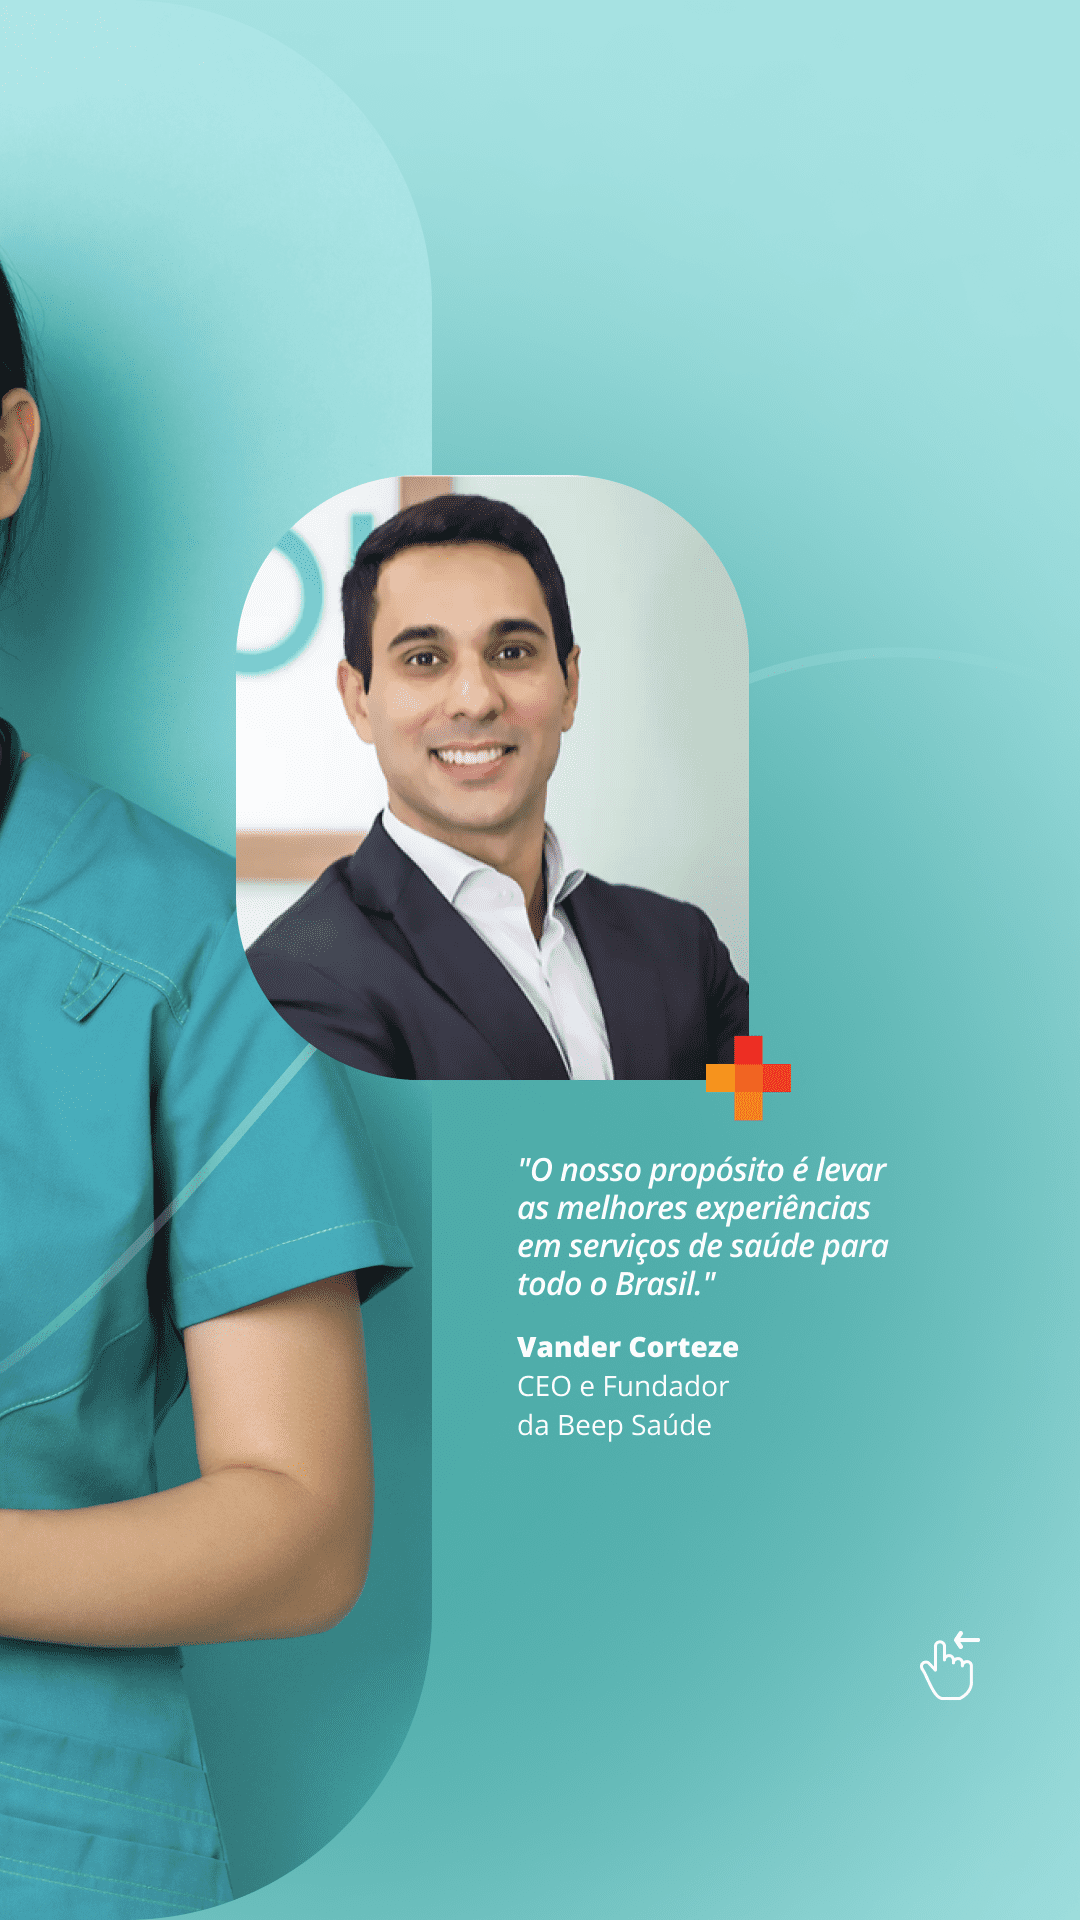 "O nosso propósito é levar
as melhores experiências
em serviços de saúde para
todo o Brasil."
Vander Corteze
CEO e Fundador
da Beep Saúde